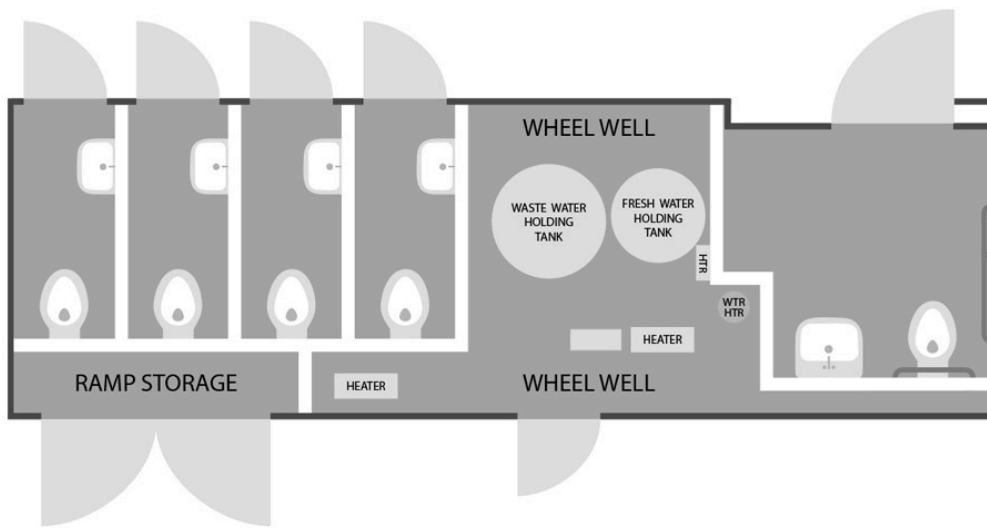 WHEEL WELL
WASTE WATER
HOLDING
TANK
FRESH WATER
HOLDING
TANK
HTR
WTR
HTR
HEATER
RAMP STORAGE
HEATER
WHEEL WELL